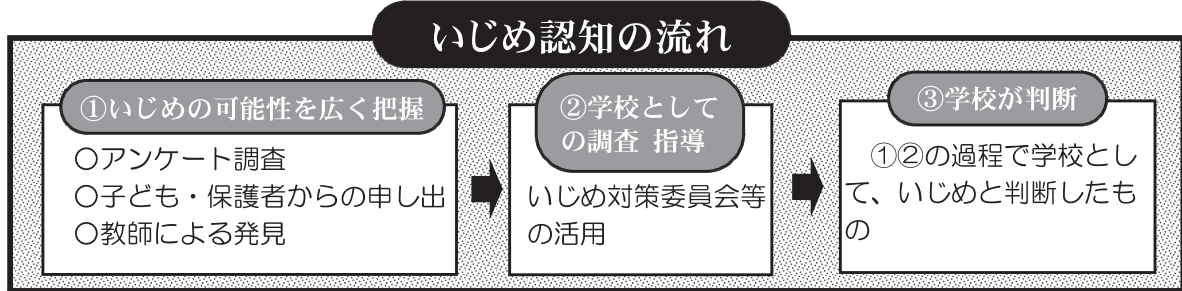 いじめ認知の流れ
①いじめの可能性を広く把握
〇アンケート調査
〇子ども・保護者からの申し出
〇教師による発見
②学校として
の調査 指導
いじめ対策委員会等
の活用
③学校が判断
①②の過程で学校とし
て、いじめと判断したも
の